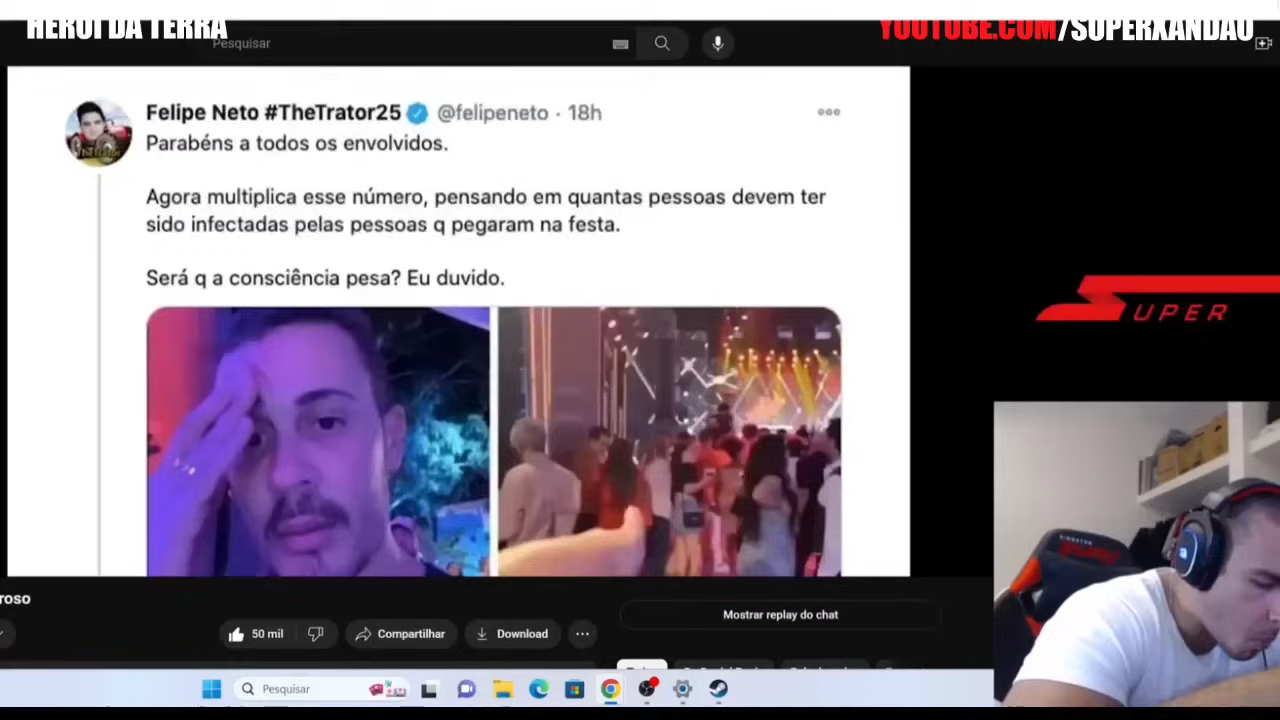 HERÓI DA TERRA
YOUTUBE.COM/SUPERXANDAO
Pesquisar
Felipe Neto #TheTrator25 @felipeneto · 18h
Parabéns a todos os envolvidos.
Agora multiplica esse número, pensando em quantas pessoas devem ter
sido infectadas pelas pessoas q pegaram na festa.
Será q a consciência pesa? Eu duvido.
SUPER
roso
50 mil
Compartilhar
Download
Mostrar replay do chat
Pesquisar